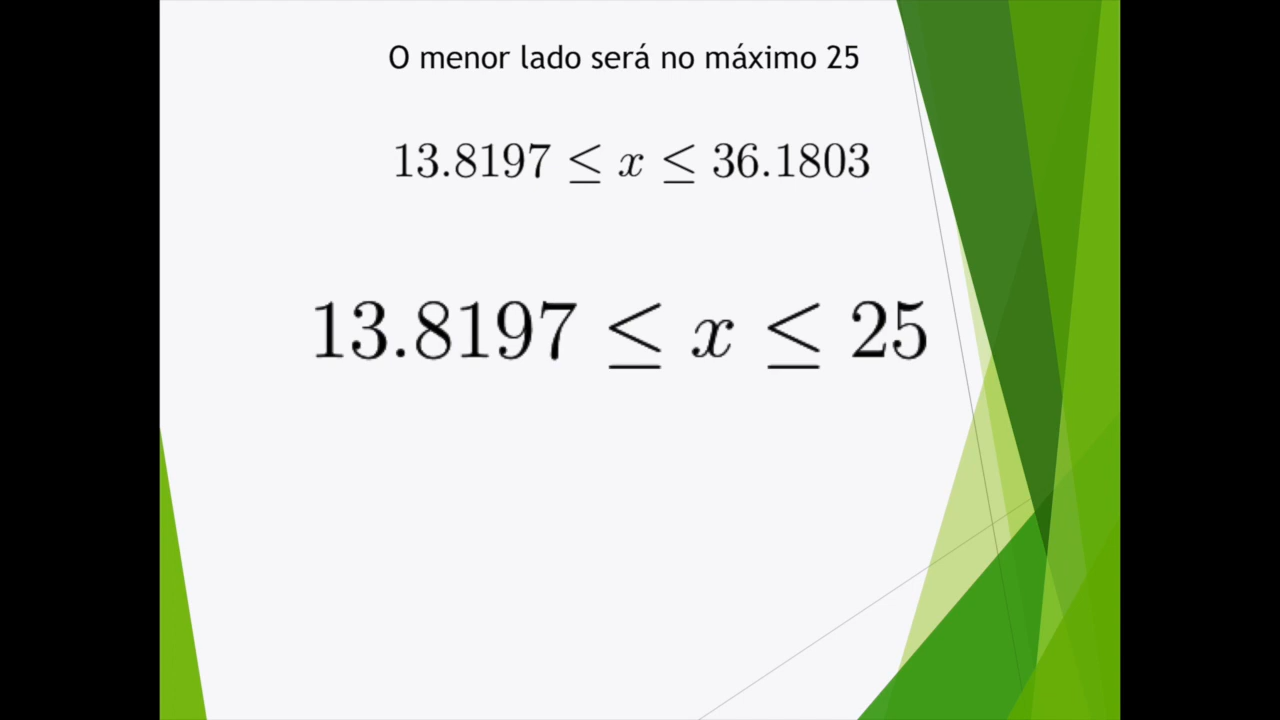 O menor lado será no máximo 25
13.8197 ≤ x ≤ 36.1803
13.8197 ≤ x ≤ 25